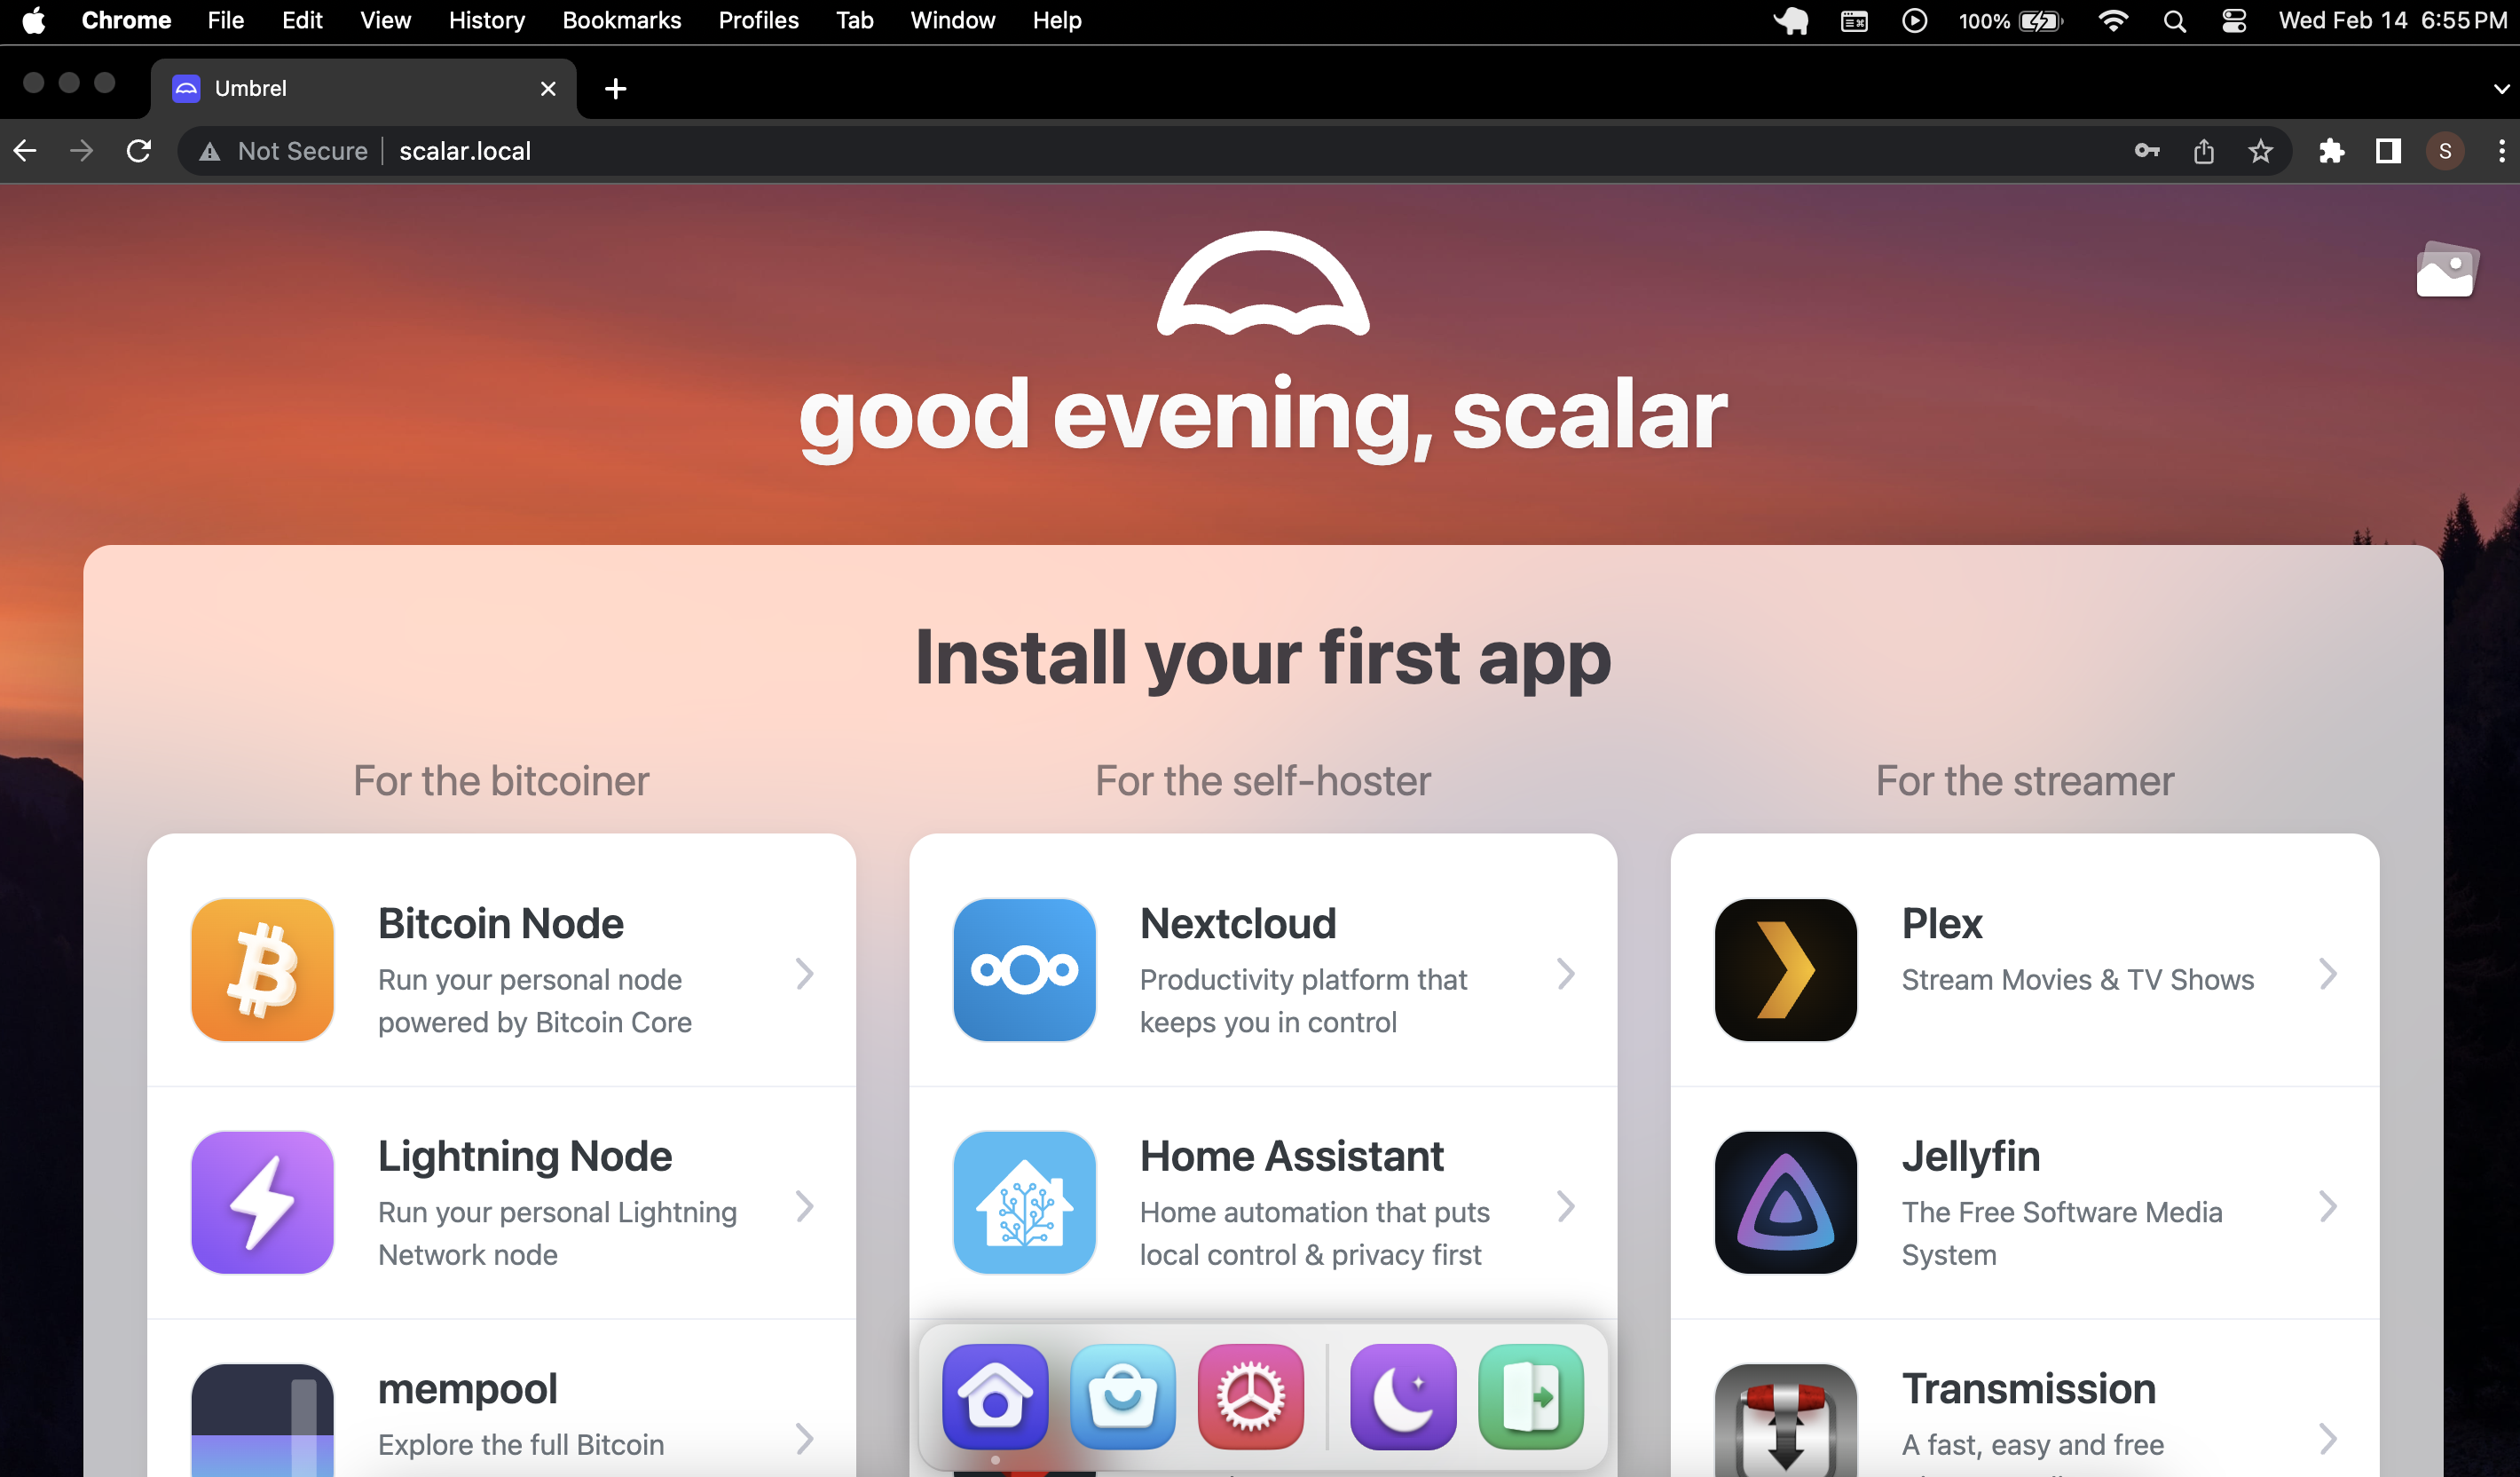 Chrome File Edit View History Bookmarks Profiles Tab Window Help 100% Wed Feb 14 6:55 PM
Umbrel
Not Secure scalar.local S
good evening, scalar
Install your first app
For the bitcoiner
Bitcoin Node
Run your personal node
powered by Bitcoin Core
Lightning Node
Run your personal Lightning
Network node
mempool
Explore the full Bitcoin
For the self-hoster
Nextcloud
Productivity platform that
keeps you in control
Home Assistant
Home automation that puts
local control & privacy first
For the streamer
Plex
Stream Movies & TV Shows
Jellyfin
The Free Software Media
System
Transmission
A fast, easy and free